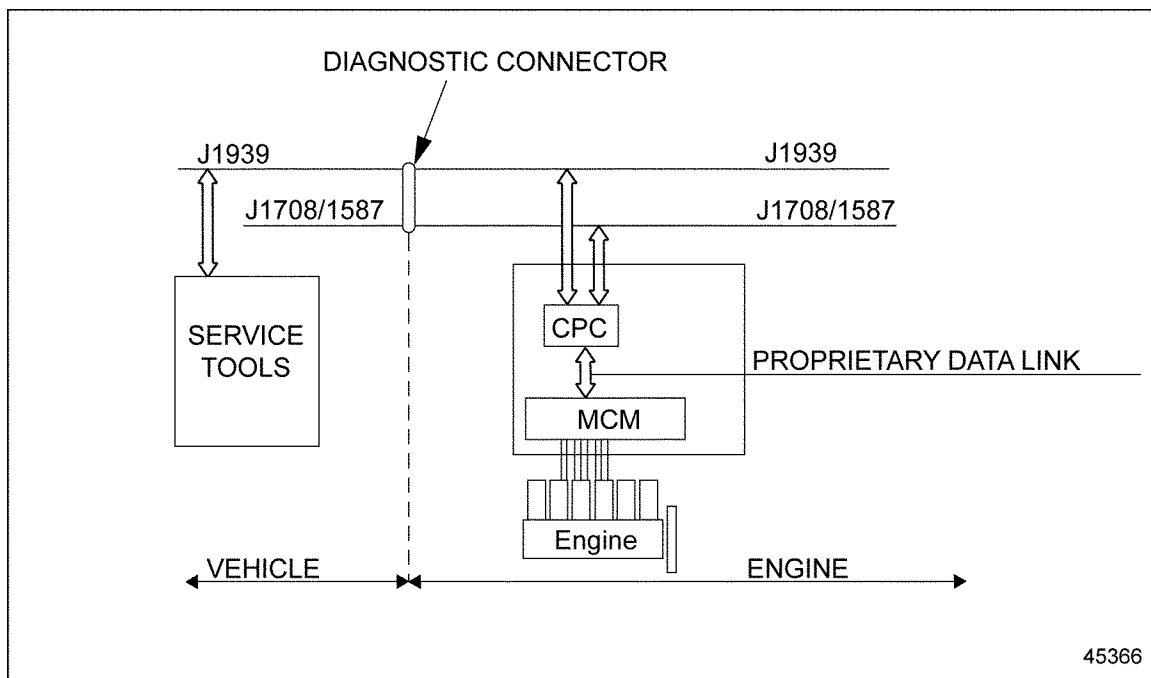 DIAGNOSTIC CONNECTOR
J1939
J1939
J1708/1587
J1708/1587
SERVICE
TOOLS
CPC
PROPRIETARY DATA LINK
MCM
Engine
VEHICLE
ENGINE
45366